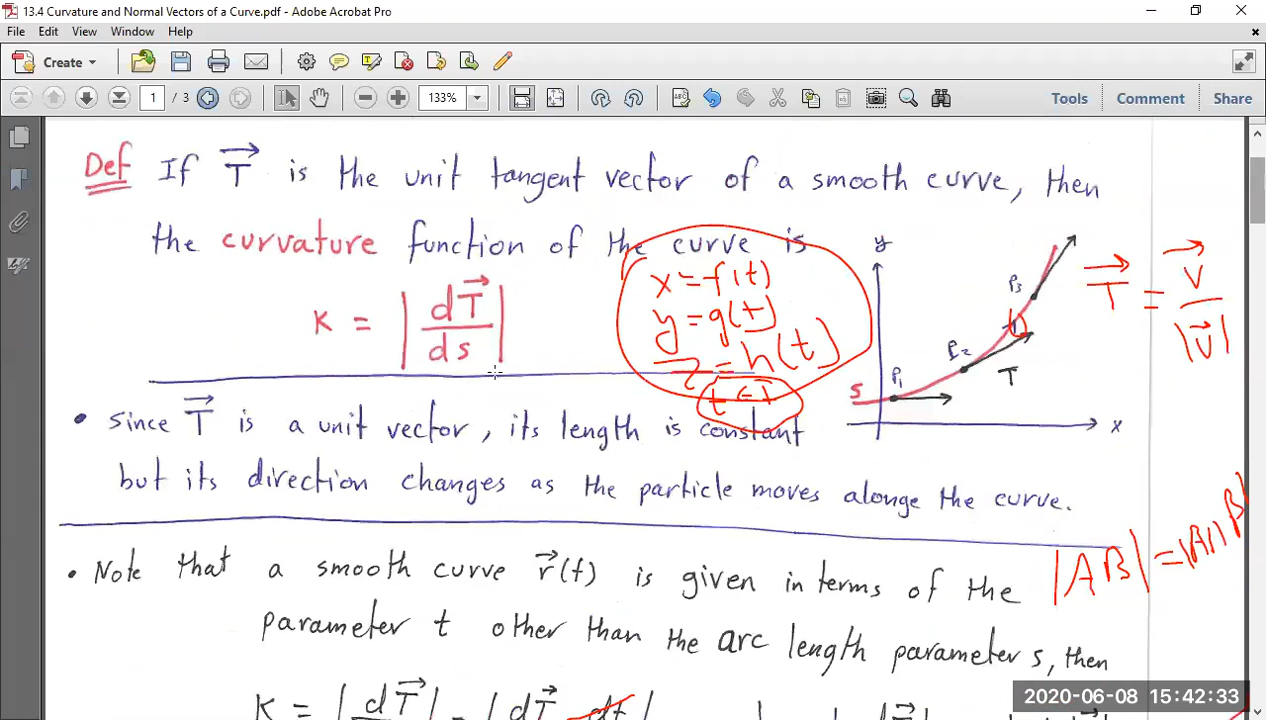 13.4 Curvature and Normal Vectors of a Curve.pdf - Adobe Acrobat Pro
File Edit View Window Help
Create
1 / 3 133% Tools Comment Share
Def If T⃗ is the unit tangent vector of a smooth curve, then
the curvature function of the curve is
K = | dT⃗ / ds |
x = f(t)
y = g(t)
z = h(t)
y
P3
P2
T
P1
S
x
T⃗ = v⃗ / |v⃗|
• Since T⃗ is a unit vector, its length is constant
but its direction changes as the particle moves alonge the curve.
|AB| = |A||B|
• Note that a smooth curve r⃗(t) is given in terms of the
parameter t other than the arc length parameter s, then
K = | dT⃗ | = | dT⃗ dt |
2020-06-08 15:42:33